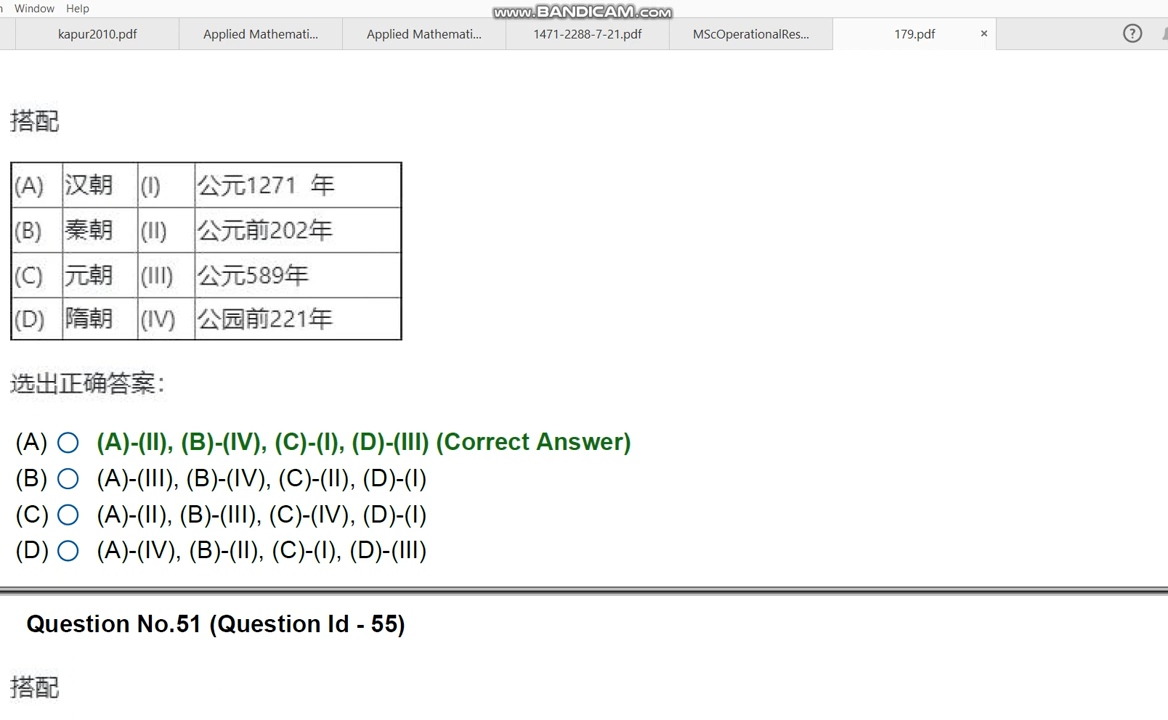 Window Help
www.BANDICAM.com
kapur2010.pdf Applied Mathemati... Applied Mathemati... 1471-2288-7-21.pdf MScOperationalRes... 179.pdf × ?
搭配
(A) 汉朝 (I) 公元1271 年
(B) 秦朝 (II) 公元前202年
(C) 元朝 (III) 公元589年
(D) 隋朝 (IV) 公园前221年
选出正确答案：
(A) (A)-(II), (B)-(IV), (C)-(I), (D)-(III) (Correct Answer)
(B) (A)-(III), (B)-(IV), (C)-(II), (D)-(I)
(C) (A)-(II), (B)-(III), (C)-(IV), (D)-(I)
(D) (A)-(IV), (B)-(II), (C)-(I), (D)-(III)
Question No.51 (Question Id - 55)
搭配